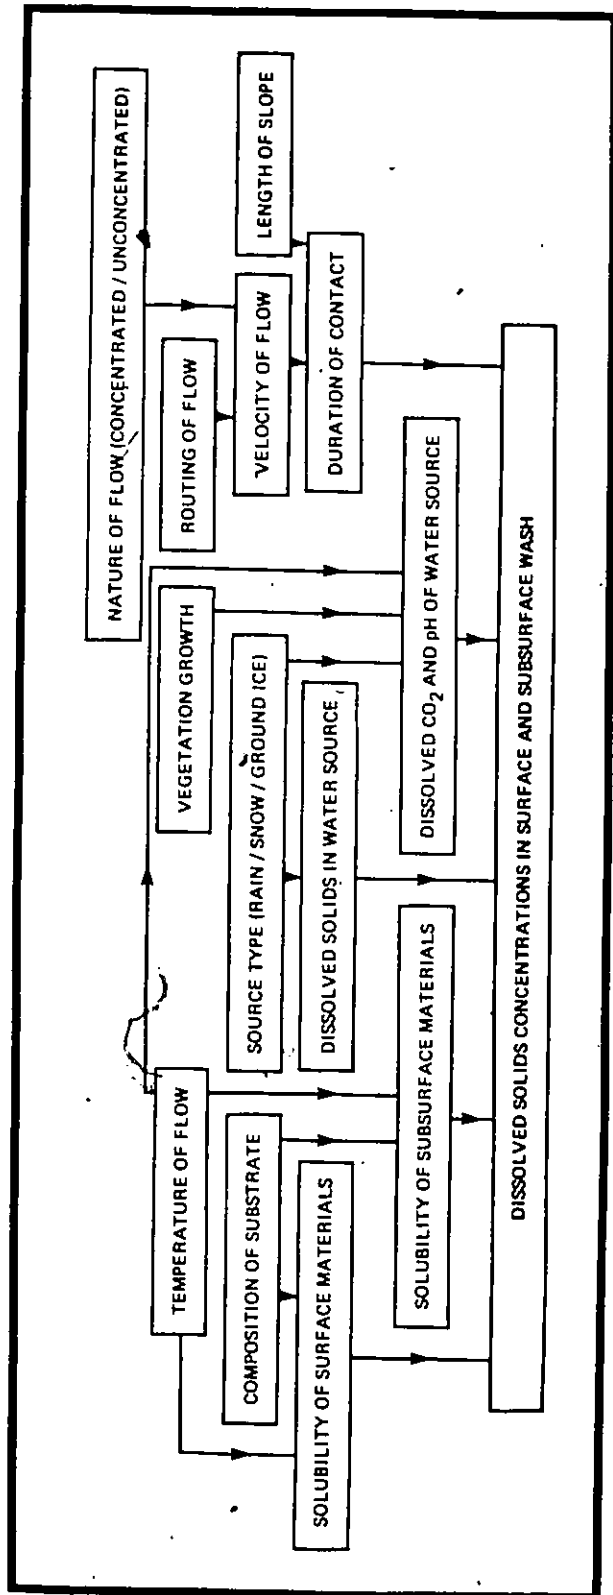 NATURE OF FLOW (CONCENTRATED / UNCONCENTRATED)
TEMPERATURE OF FLOW
VEGETATION GROWTH
ROUTING OF FLOW
COMPOSITION OF SUBSTRATE
SOURCE TYPE (RAIN / SNOW / GROUND ICE)
VELOCITY OF FLOW
LENGTH OF SLOPE
SOLUBILITY OF SURFACE MATERIALS
DISSOLVED SOLIDS IN WATER SOURCE
DURATION OF CONTACT
SOLUBILITY OF SUBSURFACE MATERIALS
DISSOLVED CO₂ AND pH OF WATER SOURCE
DISSOLVED SOLIDS CONCENTRATIONS IN SURFACE AND SUBSURFACE WASH